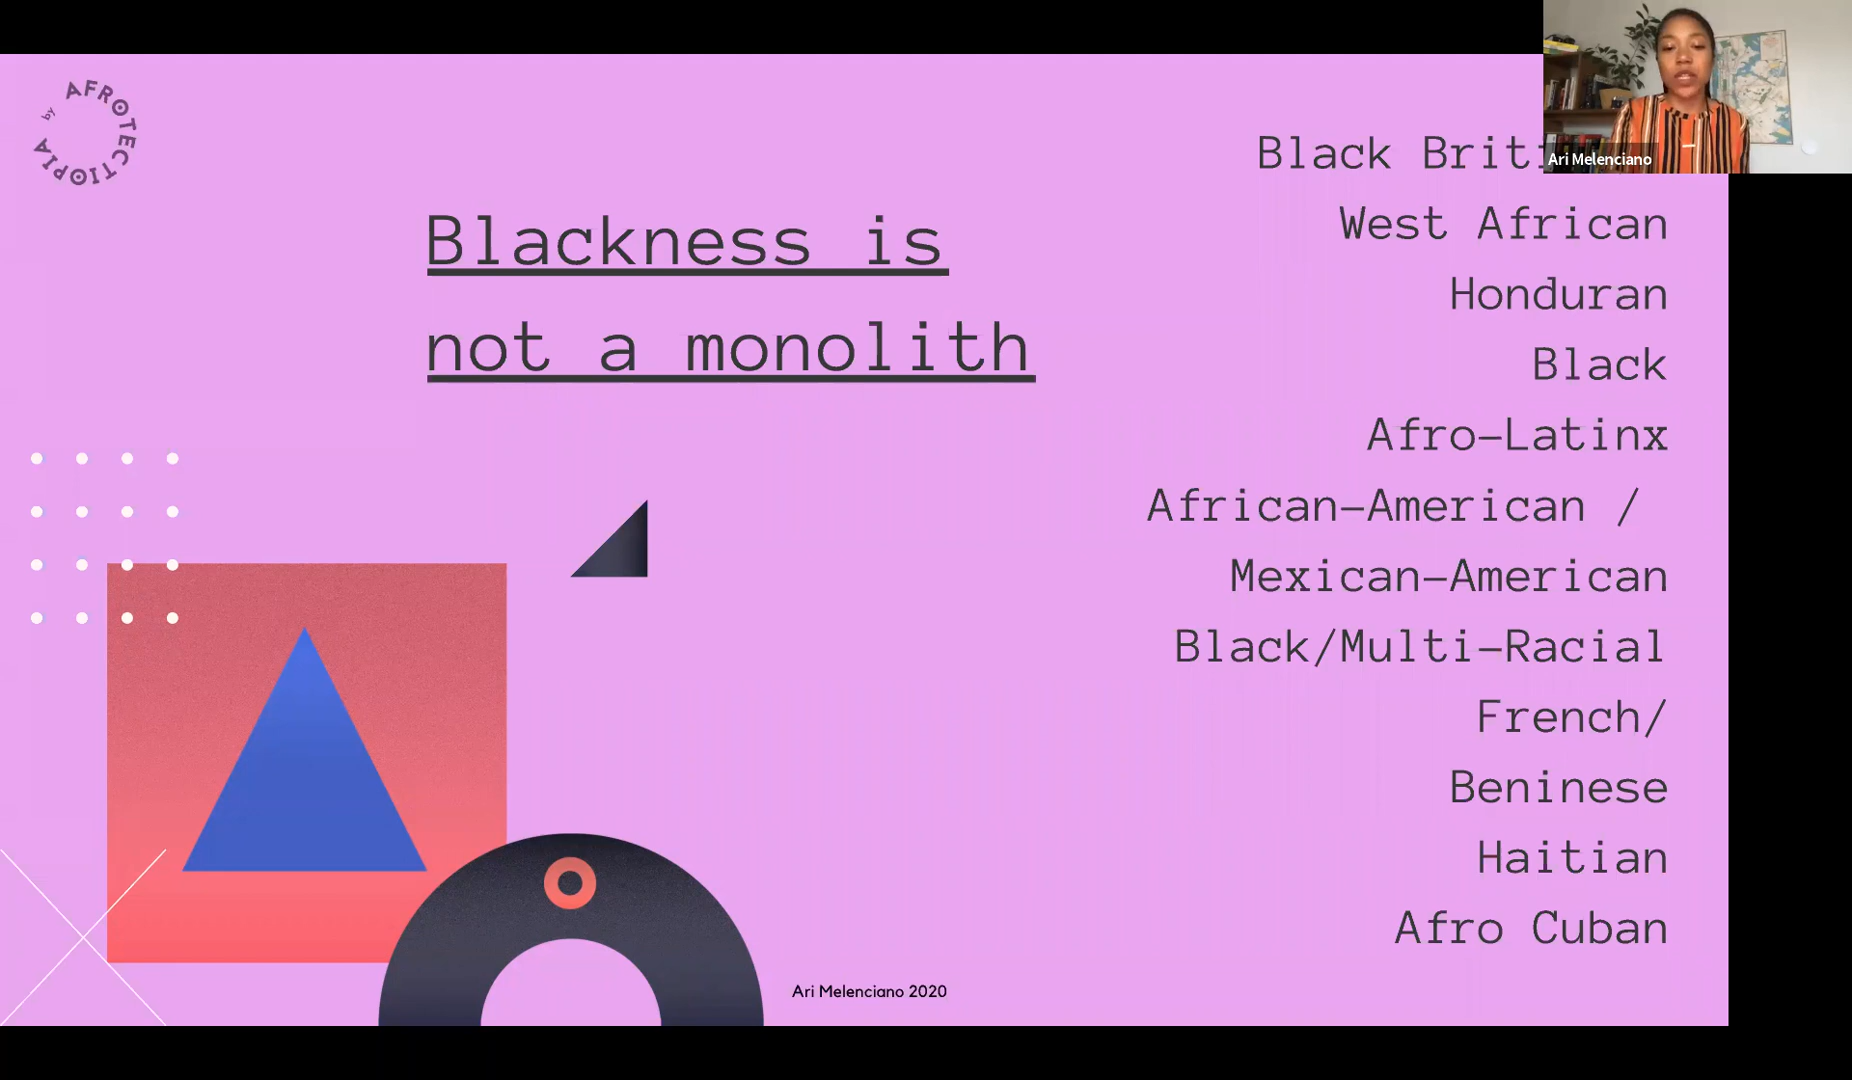 AFROTECTIOPIA
by
Blackness is
not a monolith
Black
West African
Honduran
Black
Afro-Latinx
African-American /
Mexican-American
Black/Multi-Racial
French/
Beninese
Haitian
Afro Cuban
Ari Melenciano
Ari Melenciano 2020